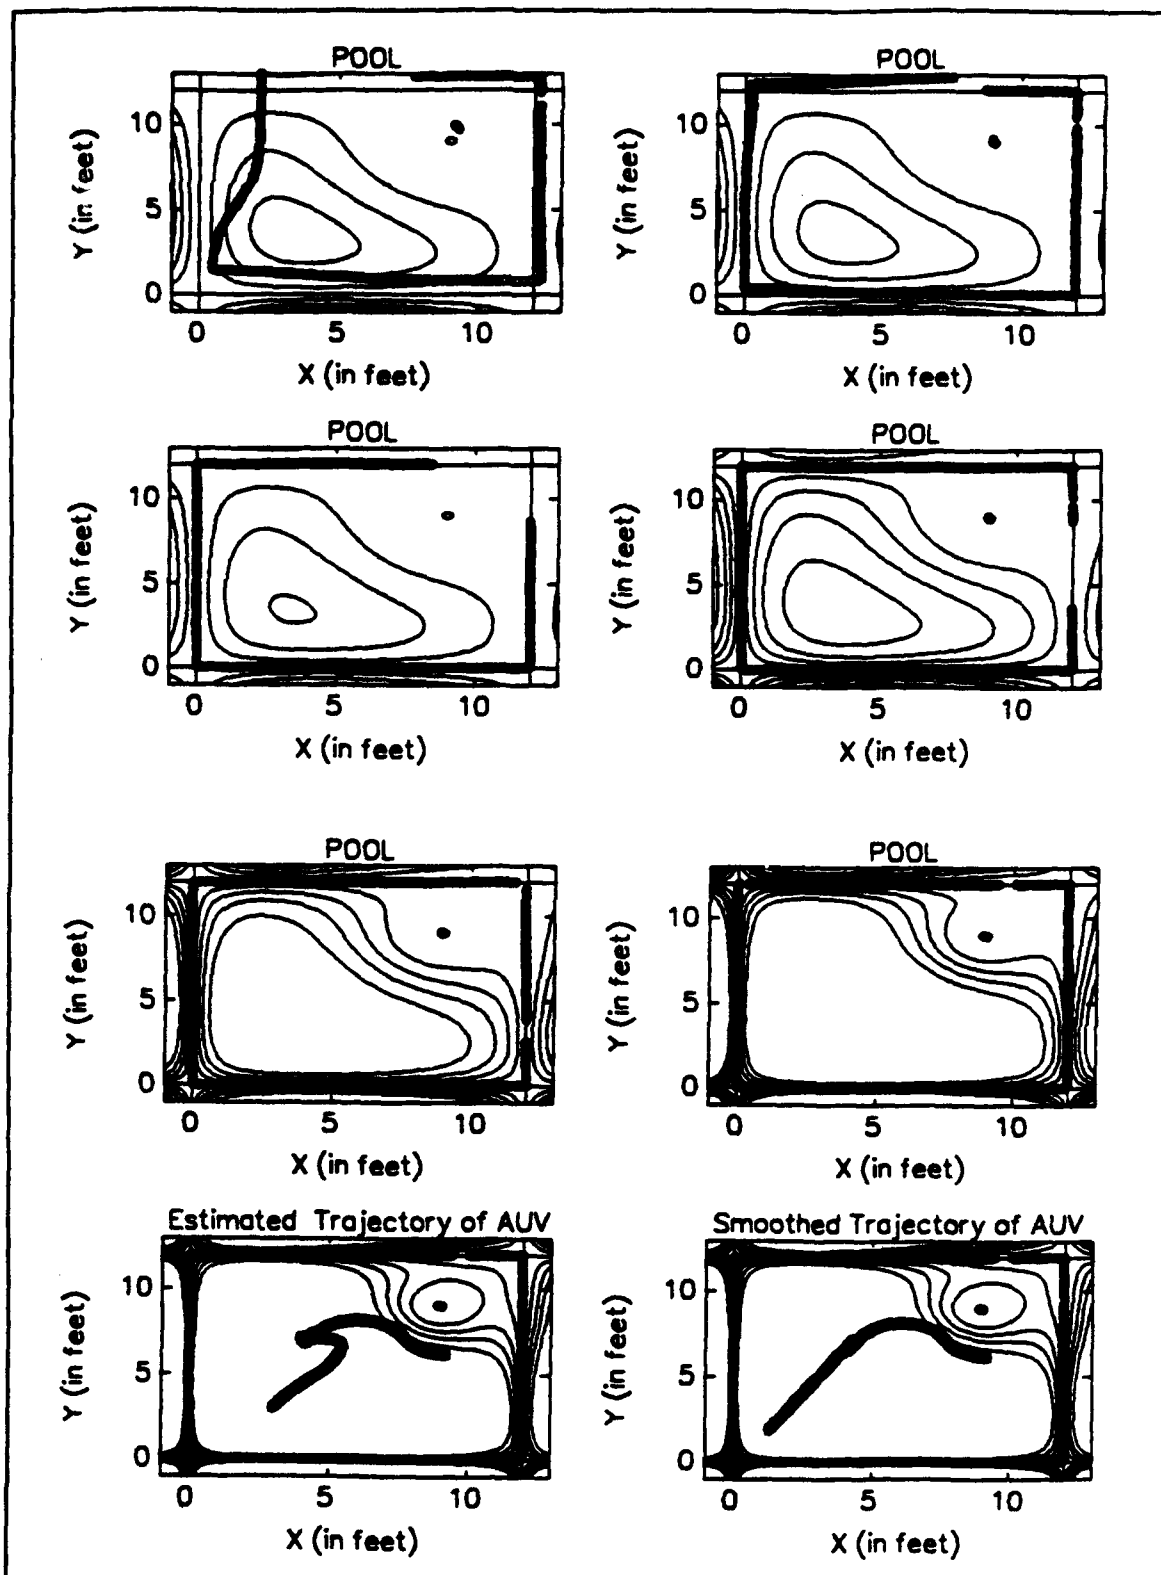 POOL
Y (in feet)
10
5
0
0 5 10
X (in feet)
POOL
Y (in feet)
10
5
0
0 5 10
X (in feet)
POOL
Y (in feet)
10
5
0
0 5 10
X (in feet)
POOL
Y (in feet)
10
5
0
0 5 10
X (in feet)
POOL
Y (in feet)
10
5
0
0 5 10
X (in feet)
POOL
Y (in feet)
10
5
0
0 5 10
X (in feet)
Estimated Trajectory of AUV
Y (in feet)
10
5
0
0 5 10
X (in feet)
Smoothed Trajectory of AUV
Y (in feet)
10
5
0
0 5 10
X (in feet)